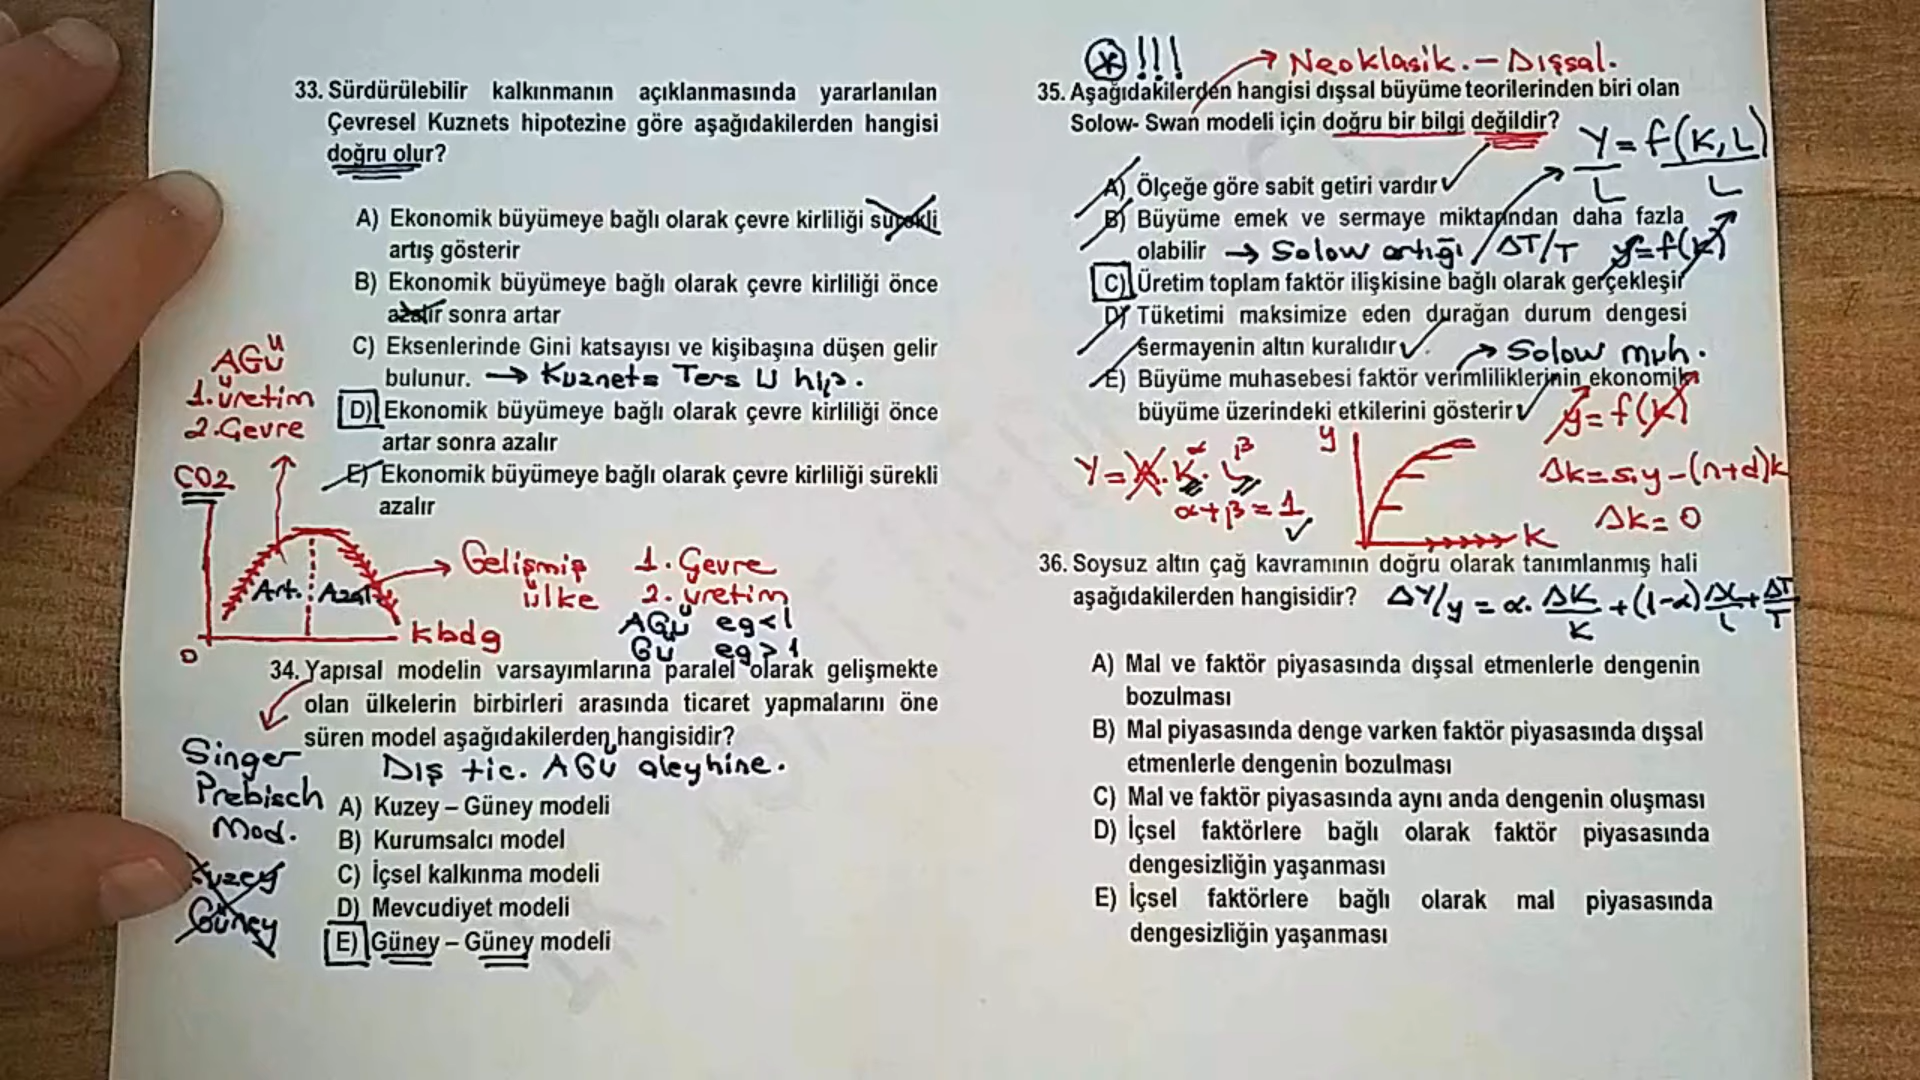 33. Sürdürülebilir kalkınmanın açıklanmasında yararlanılan
Çevresel Kuznets hipotezine göre aşağıdakilerden hangisi
doğru olur?
A) Ekonomik büyümeye bağlı olarak çevre kirliliği sürekli
artış gösterir
B) Ekonomik büyümeye bağlı olarak çevre kirliliği önce
azalır sonra artar
C) Eksenlerinde Gini katsayısı ve kişibaşına düşen gelir
bulunur. → Kuznets Ters U hip.
D) Ekonomik büyümeye bağlı olarak çevre kirliliği önce
artar sonra azalır
E) Ekonomik büyümeye bağlı olarak çevre kirliliği sürekli
azalır
AGÜ
1. üretim
2. Çevre
CO2
Art. Azal
0
kbdg
Gelişmiş
ülke
1. Çevre
2. üretim
AGÜ eg<1
GÜ eg>1
34. Yapısal modelin varsayımlarına paralel olarak gelişmekte
olan ülkelerin birbirleri arasında ticaret yapmalarını öne
süren model aşağıdakilerden hangisidir?
Singer
Prebisch
Mod.
Kuzey
Güney
Dış tic. AGÜ aleyhine.
A) Kuzey – Güney modeli
B) Kurumsalcı model
C) İçsel kalkınma modeli
D) Mevcudiyet modeli
E) Güney – Güney modeli
!!! → Neoklasik. – Dışsal.
35. Aşağıdakilerden hangisi dışsal büyüme teorilerinden biri olan
Solow- Swan modeli için doğru bir bilgi değildir?
Y = f(K,L)
L L
A) Ölçeğe göre sabit getiri vardır
B) Büyüme emek ve sermaye miktarından daha fazla
olabilir → Solow artığı / ΔT/T y=f(k)
C) Üretim toplam faktör ilişkisine bağlı olarak gerçekleşir
D) Tüketimi maksimize eden durağan durum dengesi
sermayenin altın kuralıdır → Solow muh.
E) Büyüme muhasebesi faktör verimliliklerinin ekonomik
büyüme üzerindeki etkilerini gösterir
y = f(k)
Y = A.K^α.L^β
α+β=1
y
k
Δk=s.y-(n+d)k
Δk=0
36. Soysuz altın çağ kavramının doğru olarak tanımlanmış hali
aşağıdakilerden hangisidir? ΔY/y = α. ΔK/K +(1-α) ΔL/L + ΔT/T
A) Mal ve faktör piyasasında dışsal etmenlerle dengenin
bozulması
B) Mal piyasasında denge varken faktör piyasasında dışsal
etmenlerle dengenin bozulması
C) Mal ve faktör piyasasında aynı anda dengenin oluşması
D) İçsel faktörlere bağlı olarak faktör piyasasında
dengesizliğin yaşanması
E) İçsel faktörlere bağlı olarak mal piyasasında
dengesizliğin yaşanması